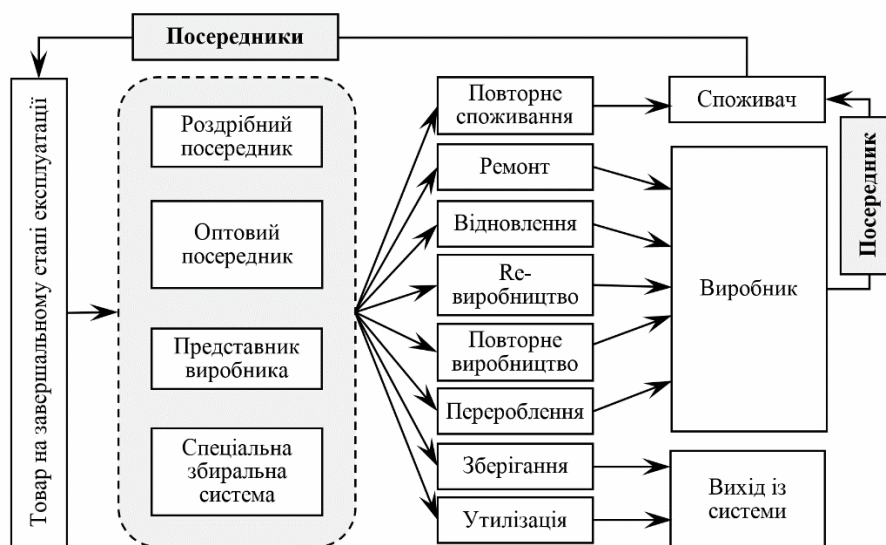 Посередники
Товар на завершальному стапі експлуатації
Роздрібний
посередник
Оптовий
посередник
Представник
виробника
Спеціальна
збиральна
система
Повторне
споживання
Ремонт
Відновлення
Re-
виробництво
Повторне
виробництво
Перероблення
Зберігання
Утилізація
Споживач
Виробник
Вихід із
системи
Посередник